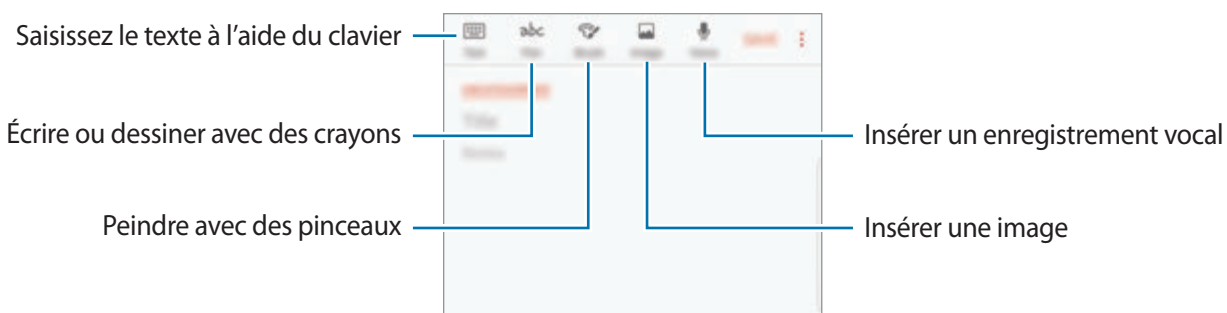 Saisissez le texte à l'aide du clavier
abc
Écrire ou dessiner avec des crayons
Insérer un enregistrement vocal
Peindre avec des pinceaux
Insérer une image